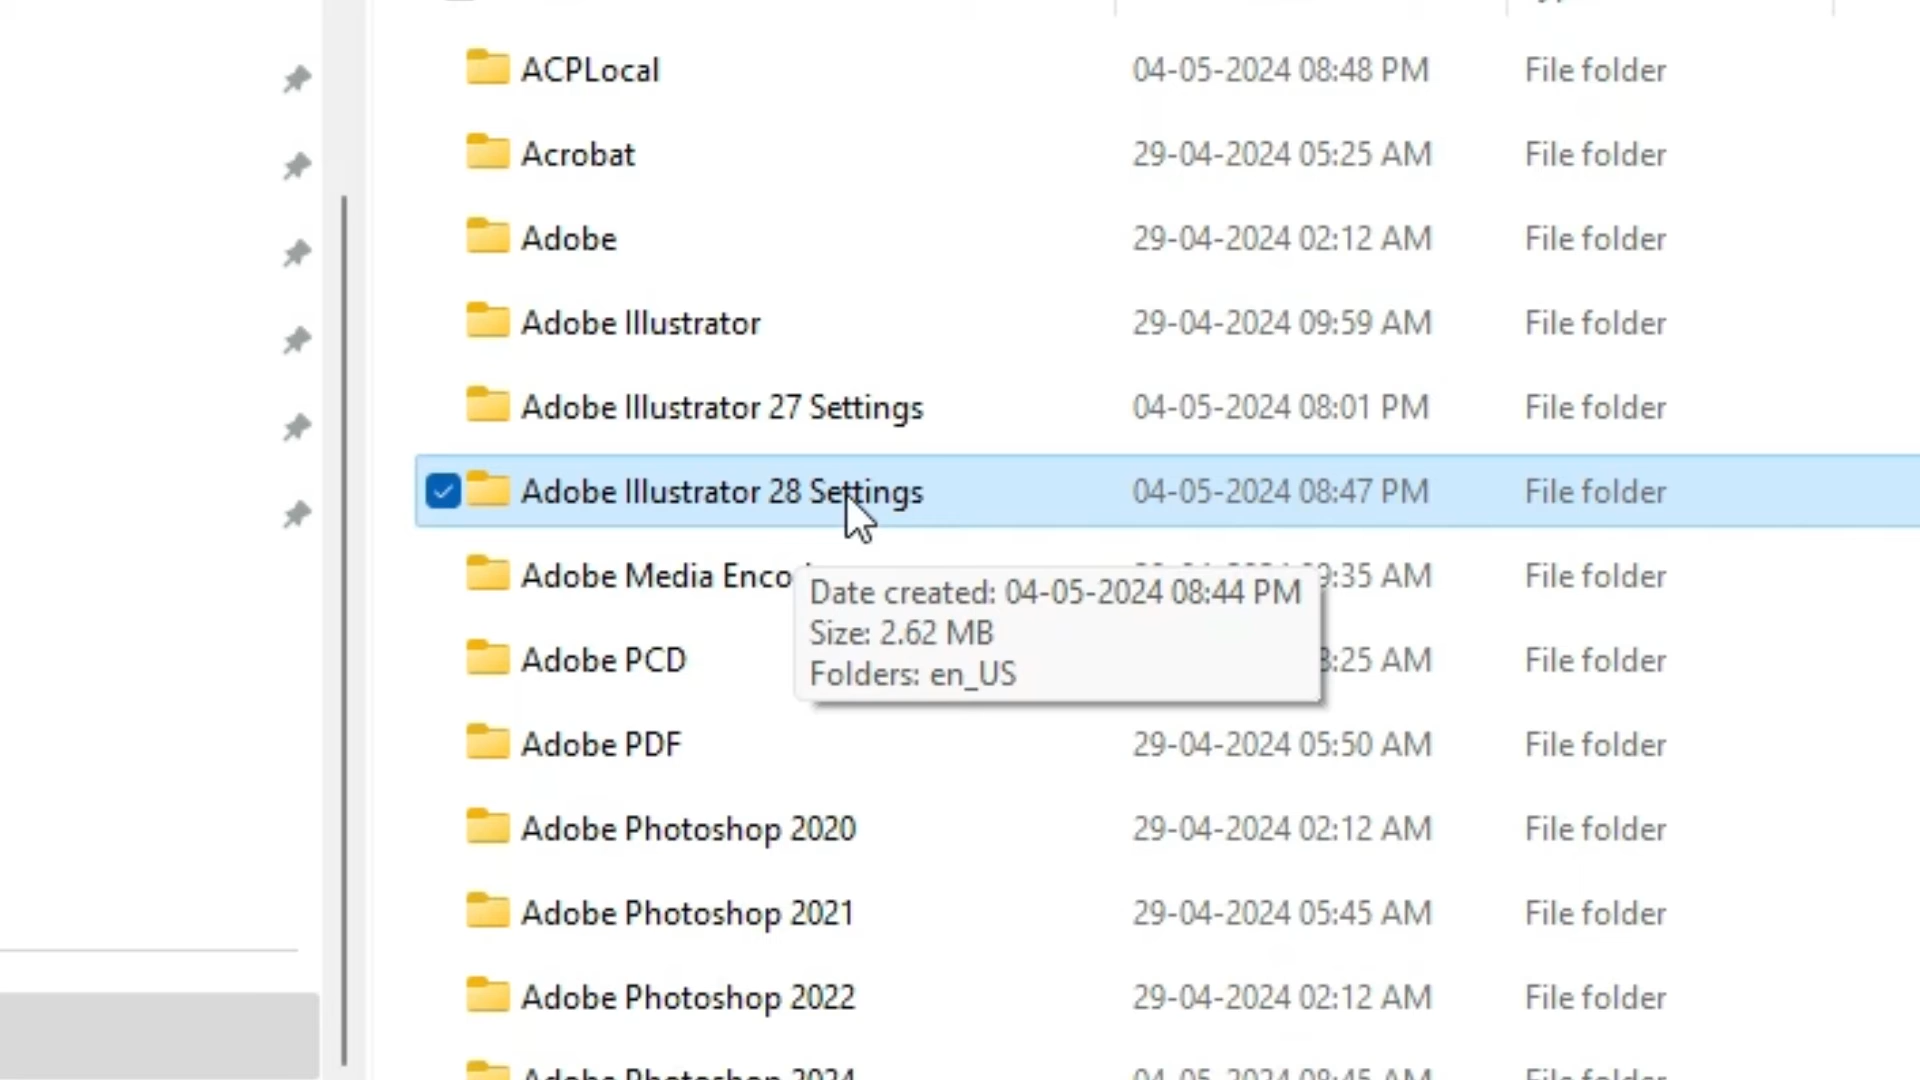 ACPLocal 04-05-2024 08:48 PM File folder
Acrobat 29-04-2024 05:25 AM File folder
Adobe 29-04-2024 02:12 AM File folder
Adobe Illustrator 29-04-2024 09:59 AM File folder
Adobe Illustrator 27 Settings 04-05-2024 08:01 PM File folder
Adobe Illustrator 28 Settings 04-05-2024 08:47 PM File folder
Adobe Media AM File folder
Date created: 04-05-2024 08:44 PM
Size: 2.62 MB
Folders: en_US
Adobe PCD AM File folder
Adobe PDF 29-04-2024 05:50 AM File folder
Adobe Photoshop 2020 29-04-2024 02:12 AM File folder
Adobe Photoshop 2021 29-04-2024 05:45 AM File folder
Adobe Photoshop 2022 29-04-2024 02:12 AM File folder
Adobe Photoshop 2024 04-05-2024 08:45 AM File folder